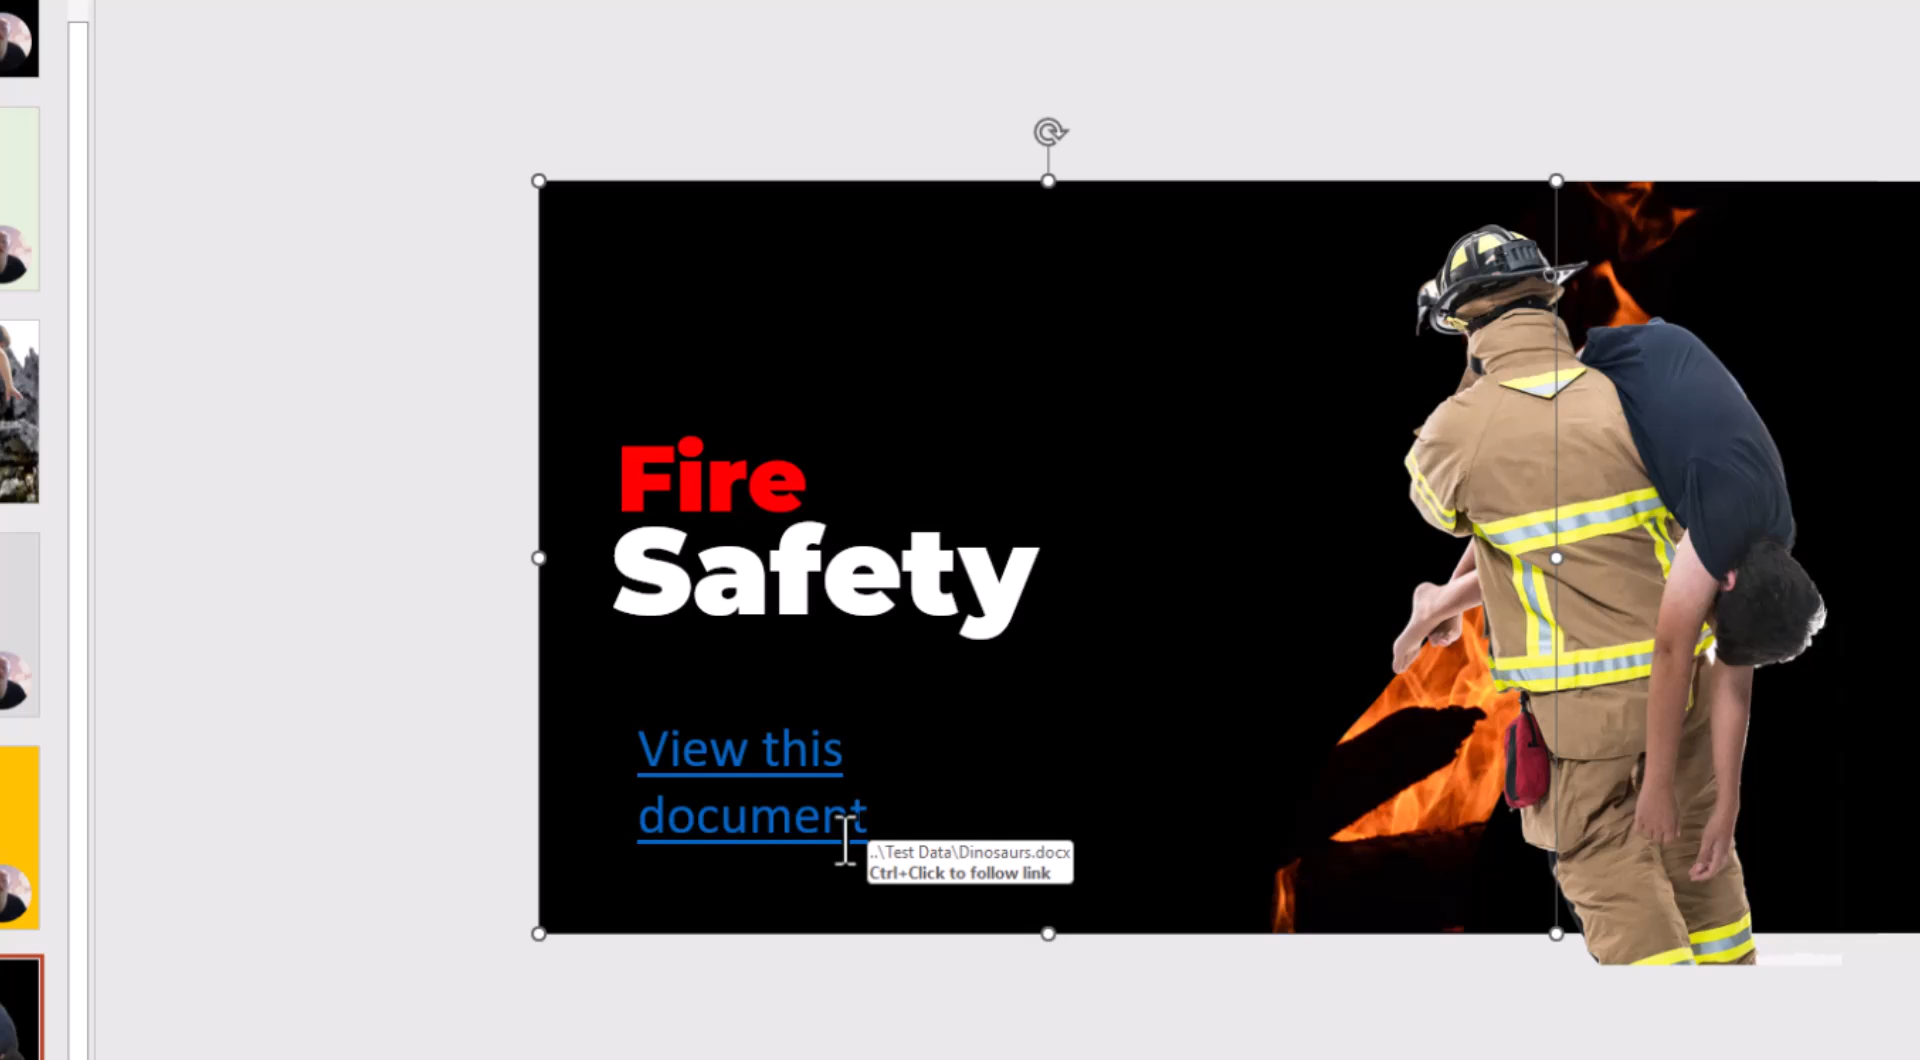 Fire
Safety
View this
document
..\Test Data\Dinosaurs.docx
Ctrl+Click to follow link